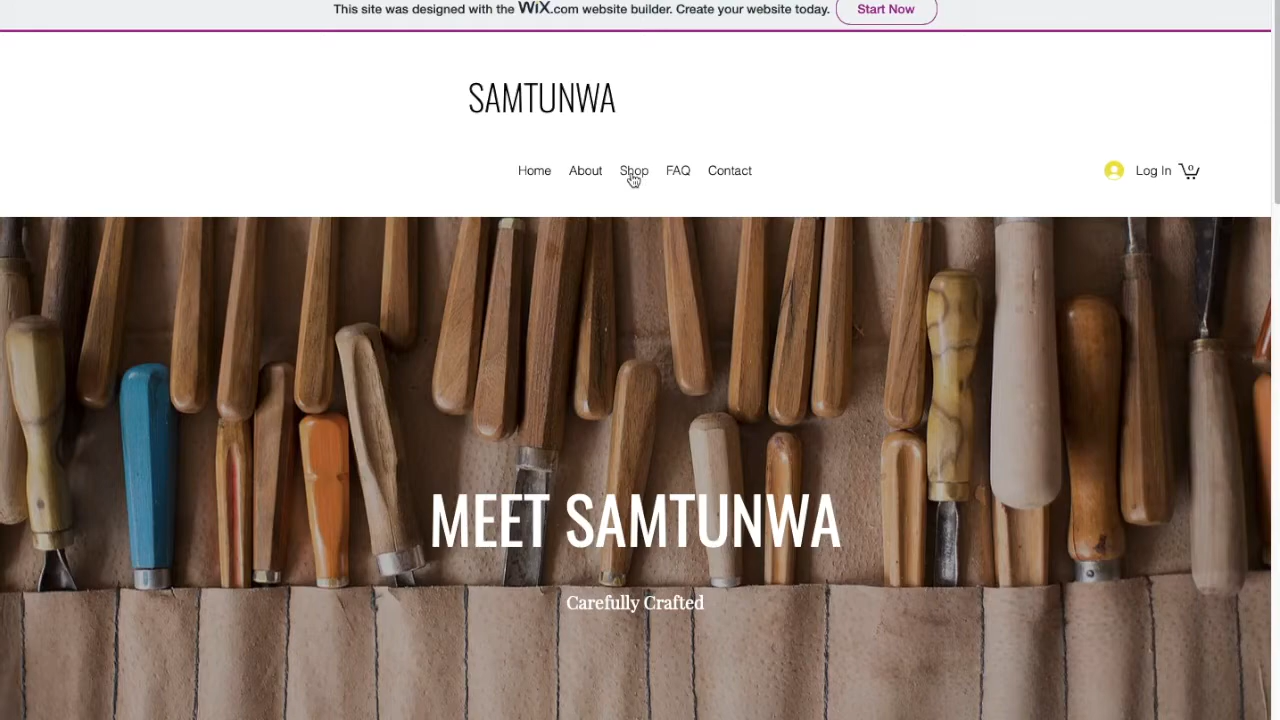 This site was designed with the WiX.com website builder. Create your website today. Start Now
SAMTUNWA
Home About Shop FAQ Contact Log In 0
MEET SAMTUNWA
Carefully Crafted